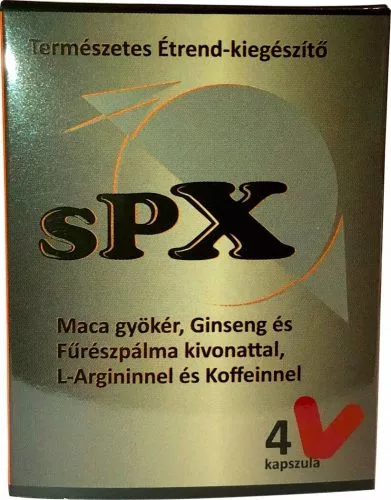 Természetes Étrend-kiegészítő
sPX
Maca gyökér, Ginseng és
Fűrészpálma kivonattal,
L-Argininnel és Koffeinnel
4
kapszula